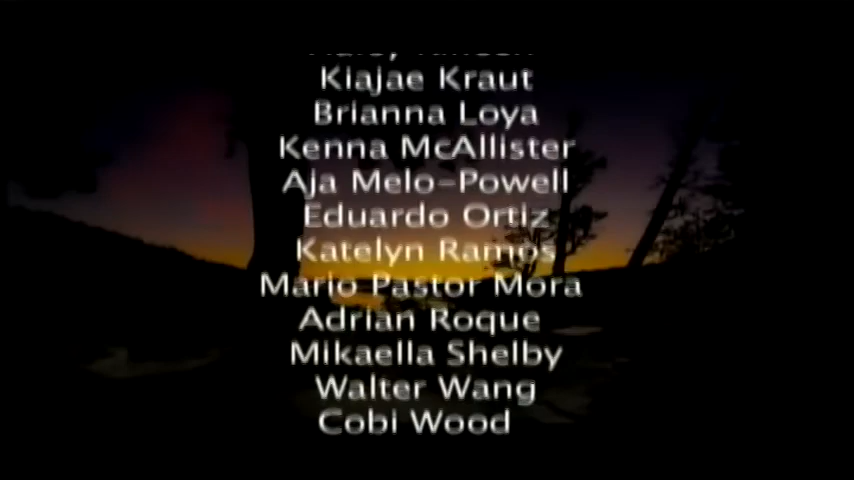 Kiajae Kraut
Brianna Loya
Kenna McAllister
Aja Melo-Powell
Eduardo Ortiz
Katelyn Ramos
Mario Pastor Mora
Adrian Roque
Mikaella Shelby
Walter Wang
Cobi Wood